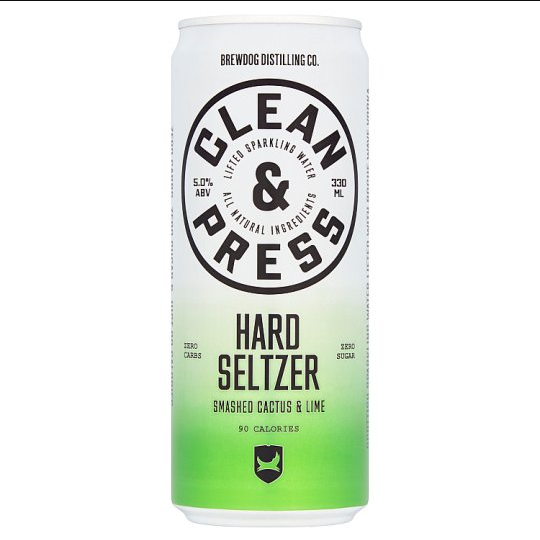 BREWDOG DISTILLING CO.
CLEAN
LIFTED SPARKLING WATER
5.0%
ABV
&
330
ML
ALL NATURAL INGREDIENTS
PRESS
HARD
SELTZER
ZERO
CARBS
ZERO
SUGAR
SMASHED CACTUS & LIME
90 CALORIES